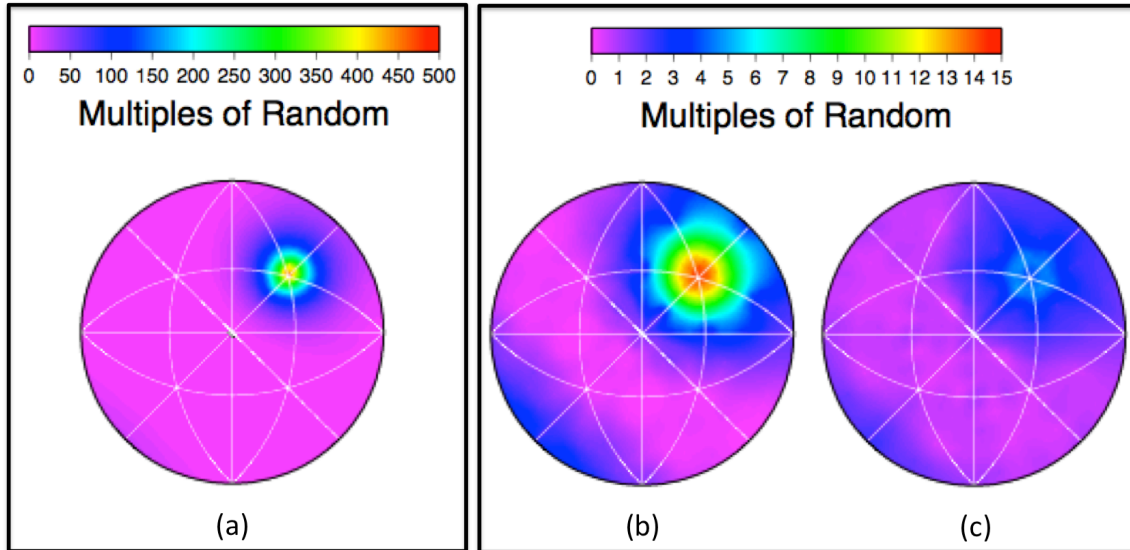 0 50 100 150 200 250 300 350 400 450 500
Multiples of Random
(a)
0 1 2 3 4 5 6 7 8 9 10 11 12 13 14 15
Multiples of Random
(b) (c)